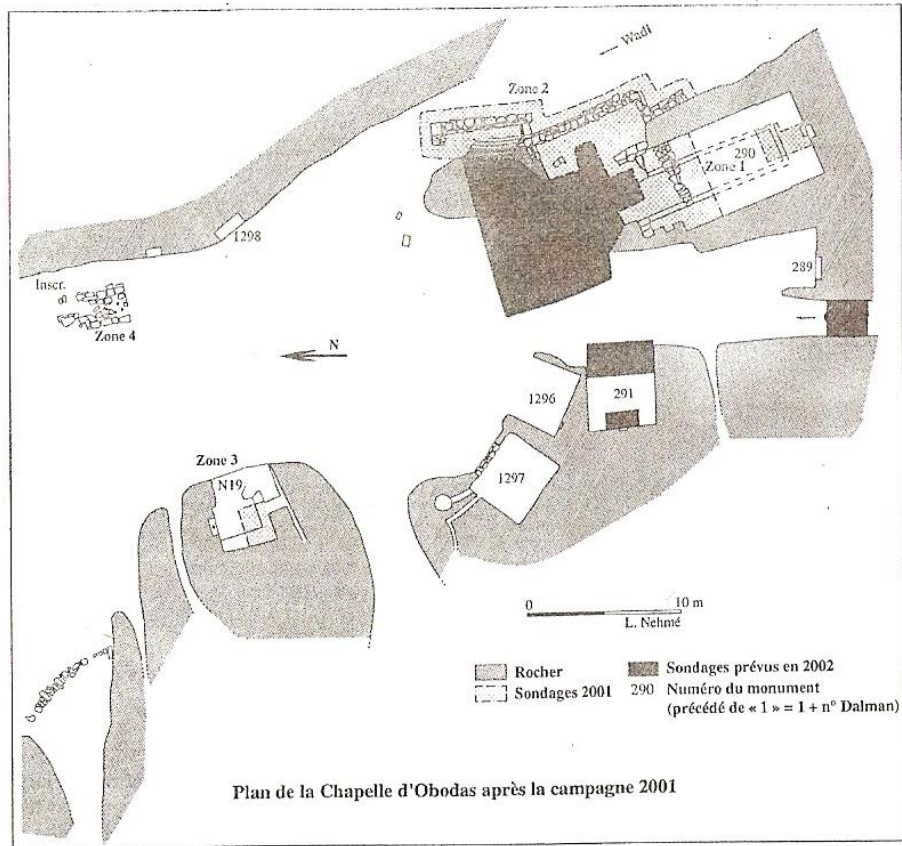 Wadi
Zone 2
290
Zone 1
1298
289
Inscr.
Zone 4
N
1296
291
Zone 3
1297
N19
0 10 m
L. Nehmé
Rocher
Sondages prévus en 2002
Sondages 2001
290 Numéro du monument
(précédé de « 1 » = 1 + n° Dalman)
Plan de la Chapelle d'Obodas après la campagne 2001